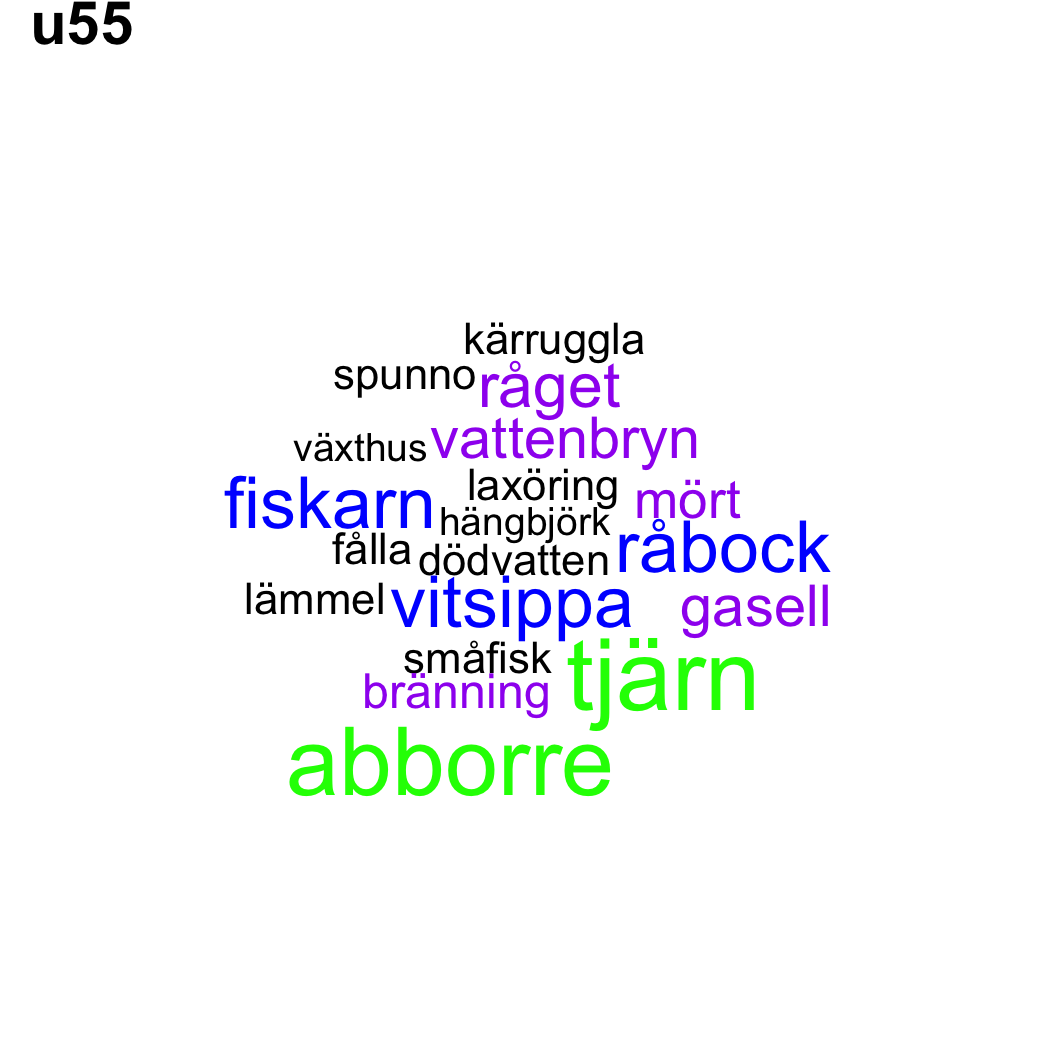 u55
kärruggla
spunno
råget
vattenbryn
växthus
laxöring
fiskarn
mört
hängbjörk
fålla
råbock
dödvatten
lämmel
vitsippa
gasell
småfisk
tjärn
bränning
abborre